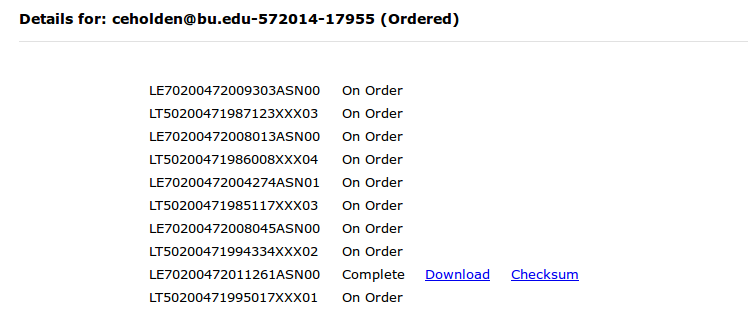 Details for: ceholden@bu.edu-572014-17955 (Ordered)
LE70200472009303ASN00 On Order
LT50200471987123XXX03 On Order
LE70200472008013ASN00 On Order
LT50200471986008XXX04 On Order
LE70200472004274ASN01 On Order
LT50200471985117XXX03 On Order
LE70200472008045ASN00 On Order
LT50200471994334XXX02 On Order
LE70200472011261ASN00 Complete Download Checksum
LT50200471995017XXX01 On Order